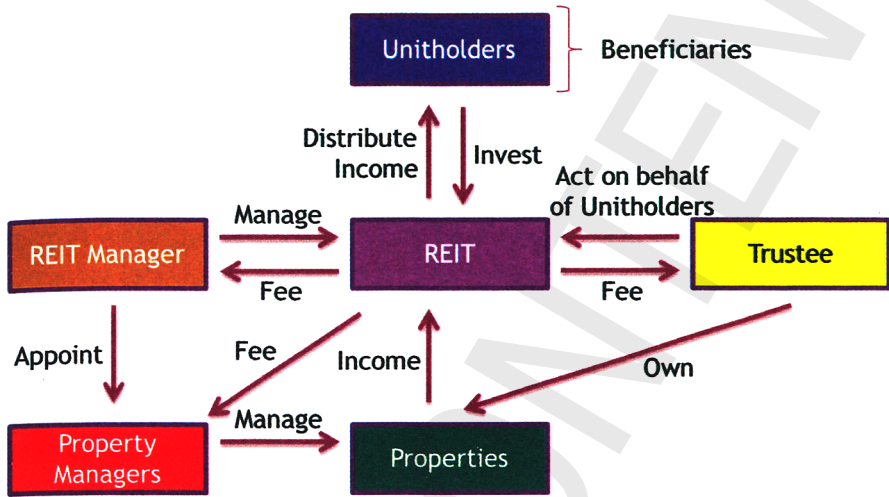 Unitholders
Beneficiaries
Distribute
Income
Invest
Act on behalf
of Unitholders
Manage
REIT Manager
REIT
Trustee
Fee
Fee
Appoint
Fee
Income
Own
Manage
Property
Managers
Properties